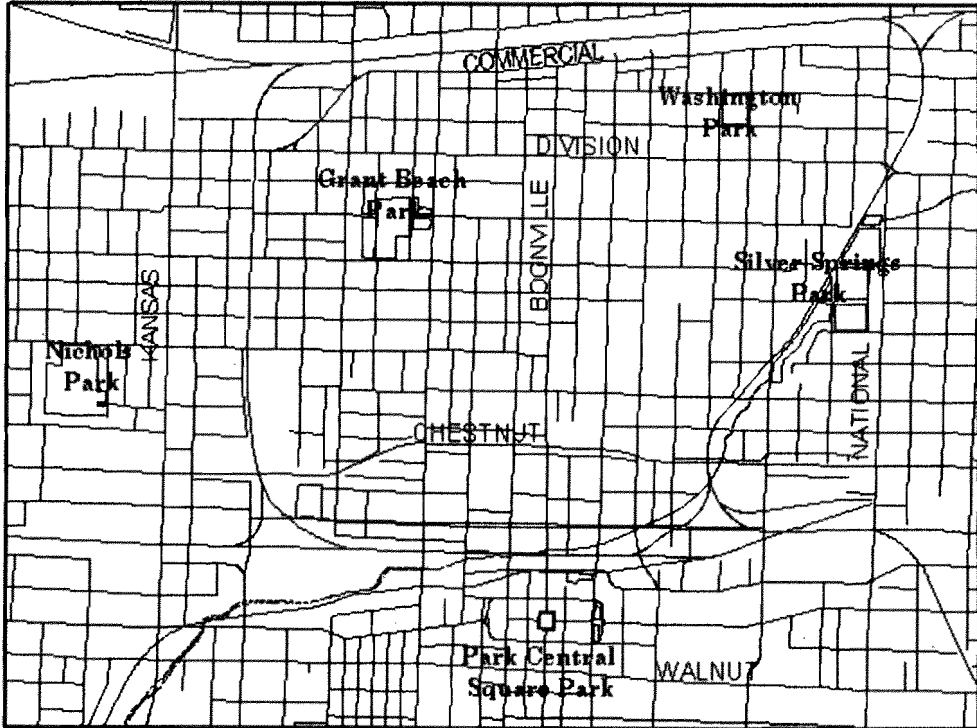 COMMERCIAL
Washington
Park
DIVISION
Grant Beach
Park
BOONVILLE
Silver Springs
Park
KANSAS
Nichols
Park
NATIONAL
CHESTNUT
Park Central
Square Park
WALNUT